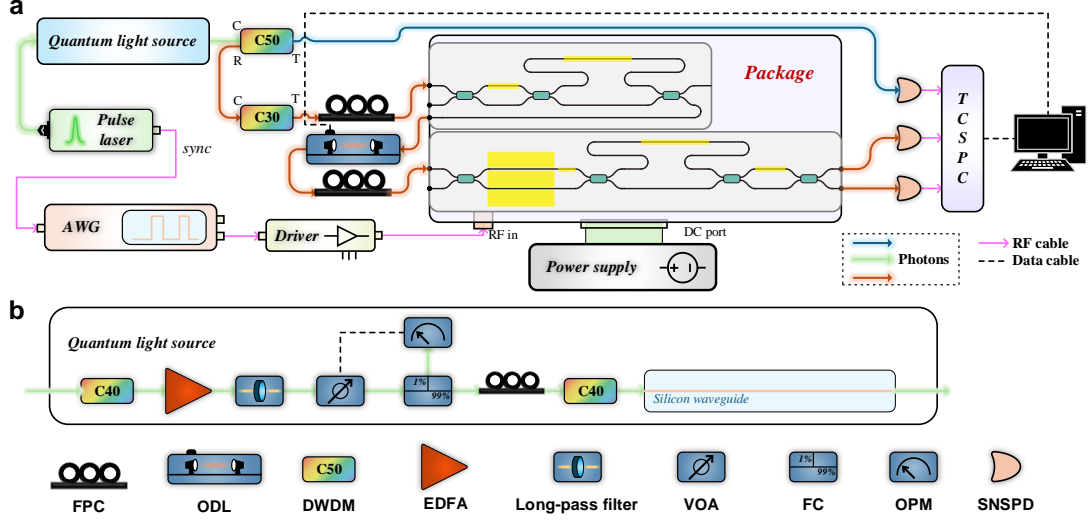 a
Quantum light source
C
C50
R
T
Package
Pulse
laser
C
C30
T
sync
T
C
S
P
C
AWG
Driver
RF in
DC port
Power supply
Photons
RF cable
Data cable
b
Quantum light source
C40
1%
99%
C40
Silicon waveguide
C50
1%
99%
FPC
ODL
DWDM
EDFA
Long-pass filter
VOA
FC
OPM
SNSPD